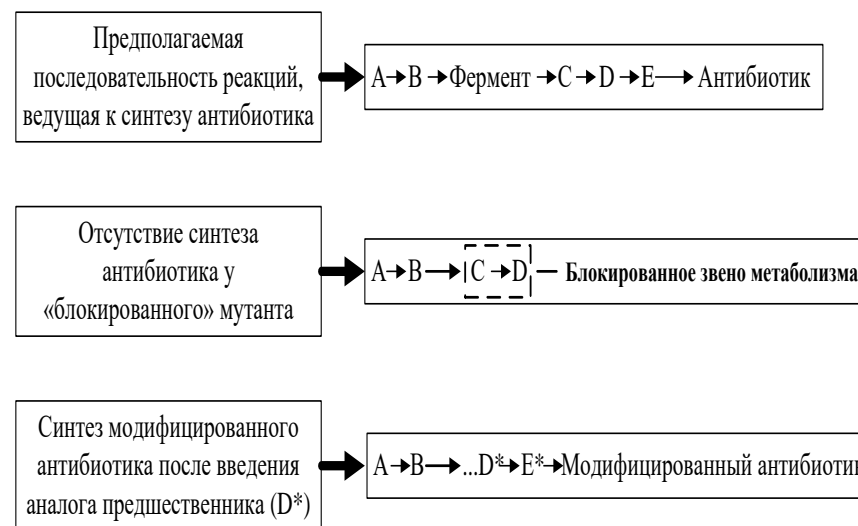 Предполагаемая
последовательность реакций,
ведущая к синтезу антибиотика
A→B→Фермент→C→D→E→Антибиотик
Отсутствие синтеза
антибиотика у
«блокированного» мутанта
A→B→C→D — Блокированное звено метаболизма
Синтез модифицированного
антибиотика после введения
аналога предшественника (D*)
A→B→...D*→E*→Модифицированный антибиотик